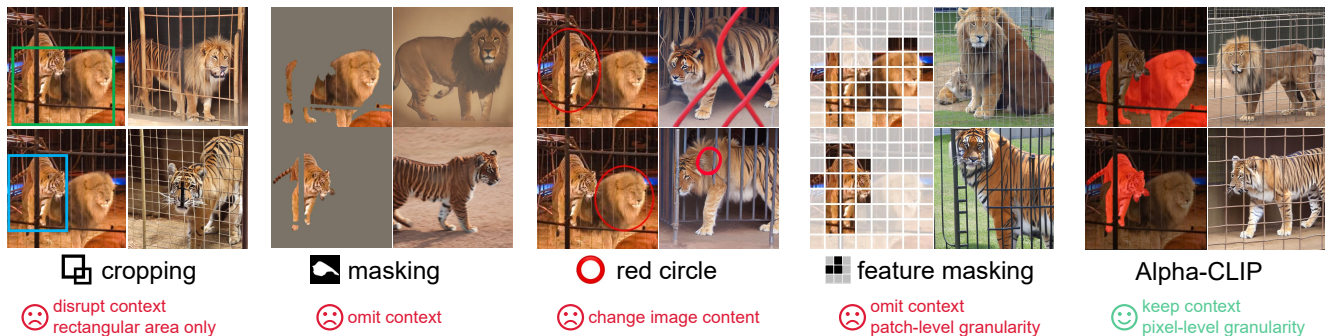 cropping
disrupt context
rectangular area only
masking
omit context
red circle
change image content
feature masking
omit context
patch-level granularity
Alpha-CLIP
keep context
pixel-level granularity